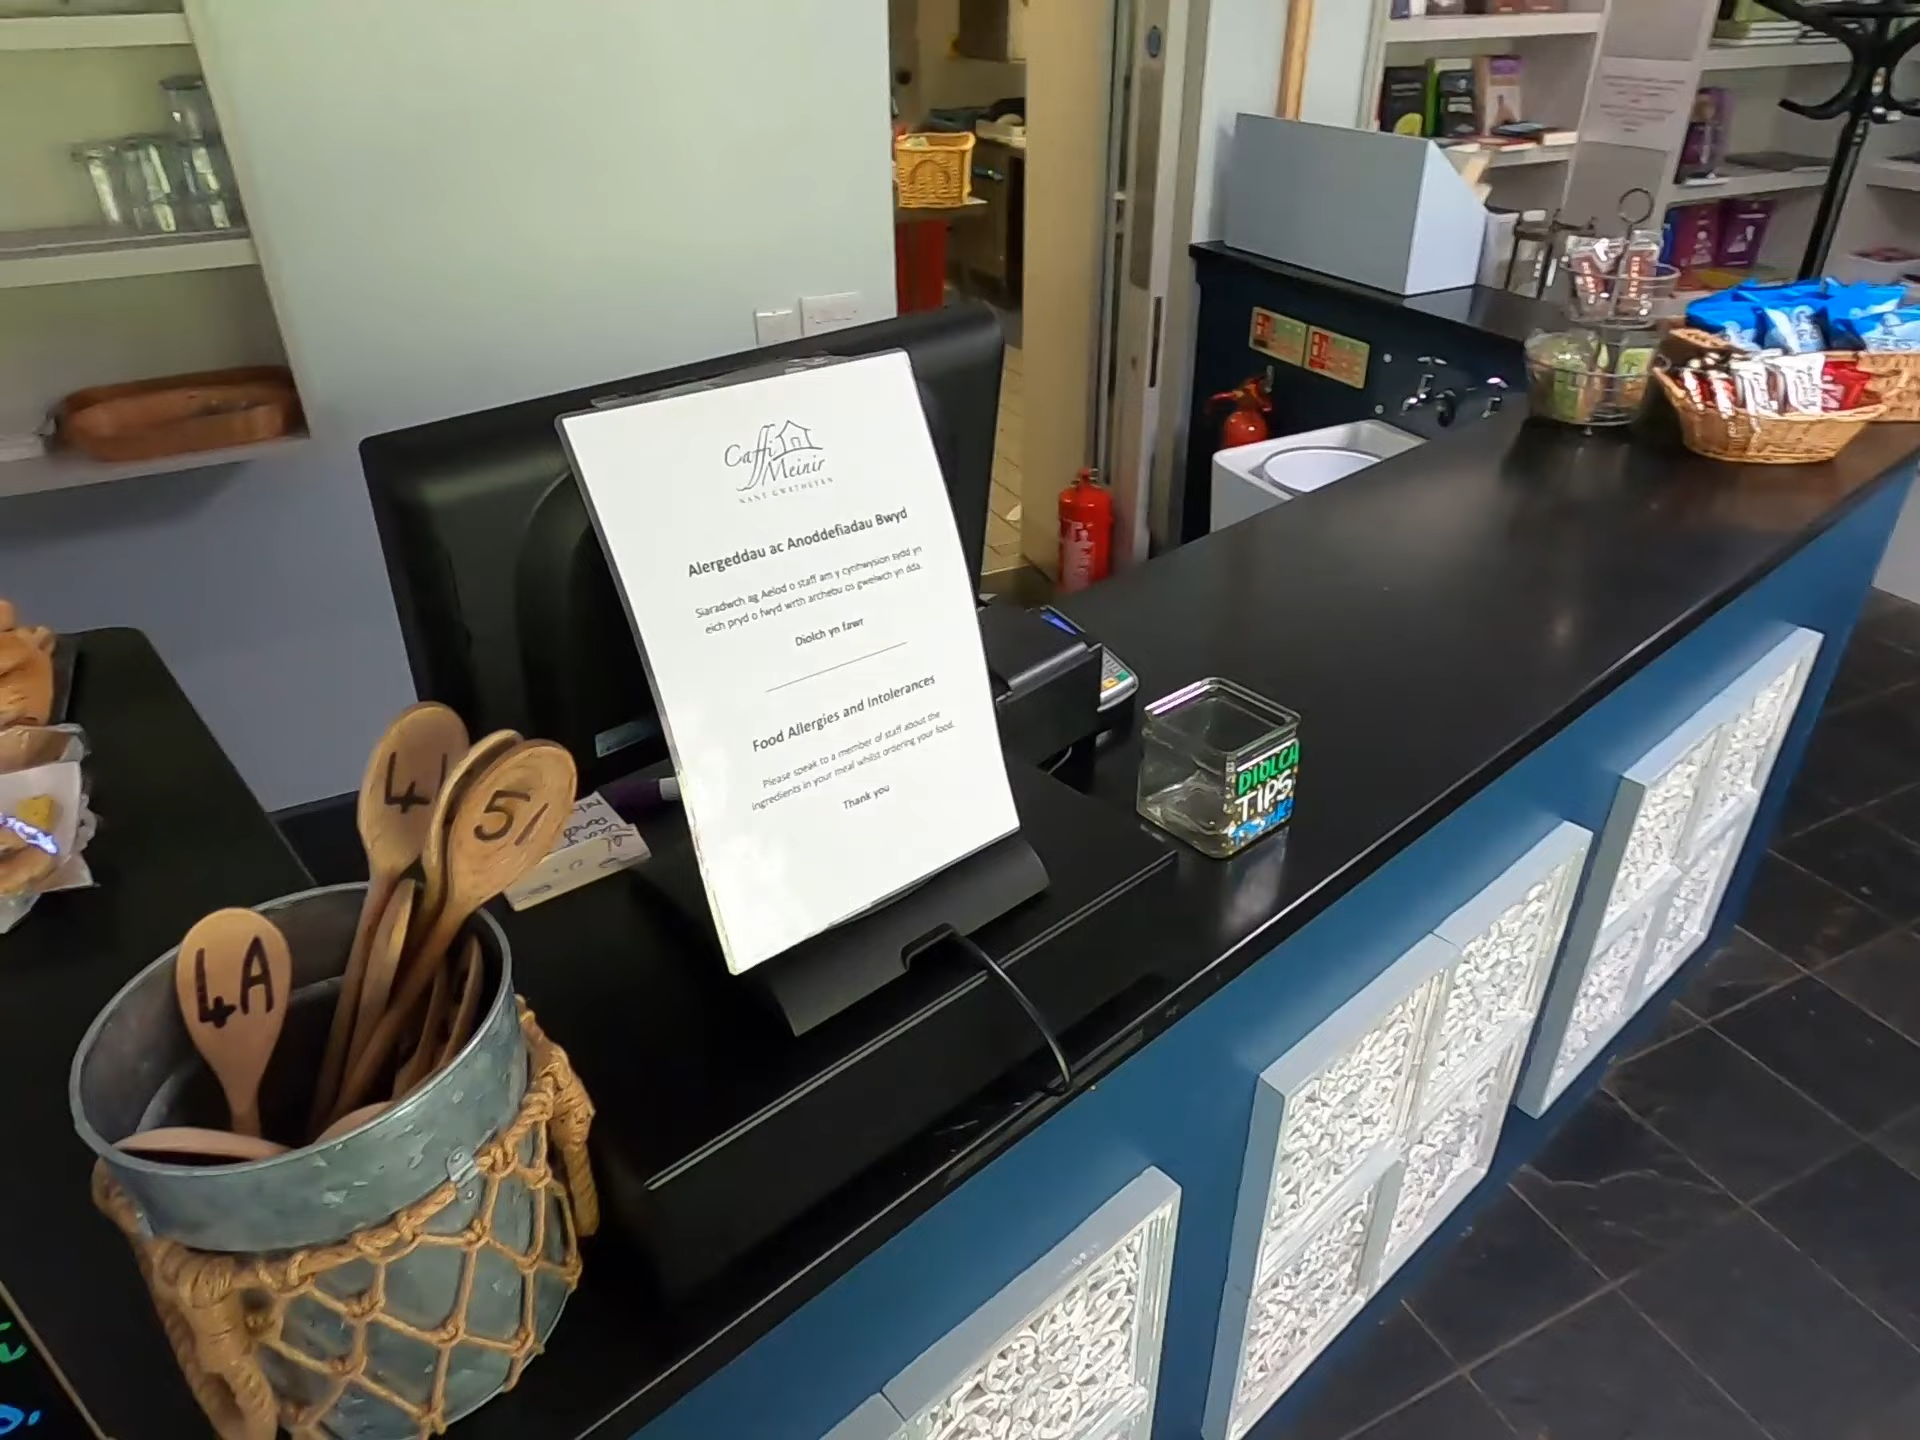 Caffi
Meinir
NANT GWRTHEYRN
Alergeddau ac Anoddefiadau Bwyd
Siaradwch ag Aelod o staff am y cynhwysion sydd yn
eich pryd o fwyd wrth archebu os gwelwch yn dda.
Diolch yn fawr
Food Allergies and Intolerances
Please speak to a member of staff about the
ingredients in your meal whilst ordering your food.
Thank you
DIOLCH
TIPS
4
5
4A